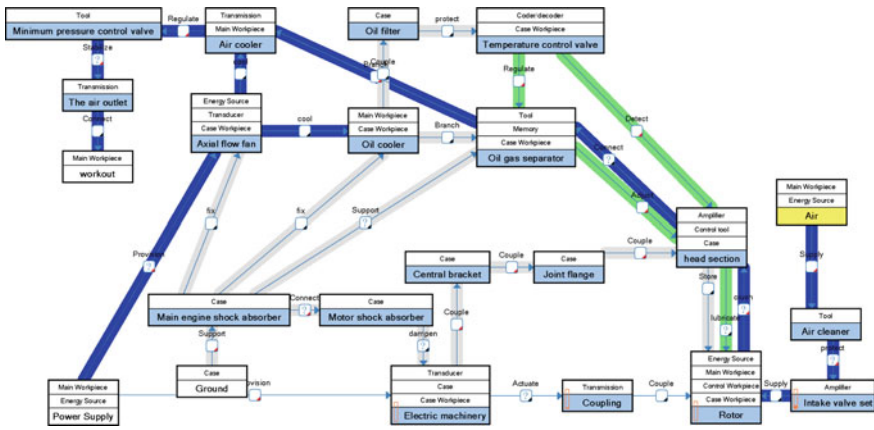 Tool
Minimum pressure control valve
Regulate
Transmission
Main Workpiece
Air cooler
Case
Oil filter
protect
Coder/decoder
Case Workpiece
Temperature control valve
Stabilize
cool
Branch
Couple
Regulate
Detect
Transmission
The air outlet
Connect
Main Workpiece
workout
Energy Source
Transducer
Case Workpiece
Axial flow fan
cool
Main Workpiece
Case Workpiece
Oil cooler
Branch
Tool
Memory
Case Workpiece
Oil gas separator
Connect
fix
fix
Support
Amplifier
Control tool
Case
head section
Main Workpiece
Energy Source
Air
Provision
Supply
Case
Central bracket
Couple
Case
Joint flange
Couple
Store
lubricate
Case
Main engine shock absorber
Connect
Case
Motor shock absorber
Couple
dampen
Support
Tool
Air cleaner
protect
Main Workpiece
Energy Source
Power Supply
Case
Ground
Transducer
Case
Case Workpiece
Electric machinery
Actuate
Transmission
Coupling
Couple
Energy Source
Main Workpiece
Control Workpiece
Case Workpiece
Rotor
Supply
Amplifier
Intake valve set